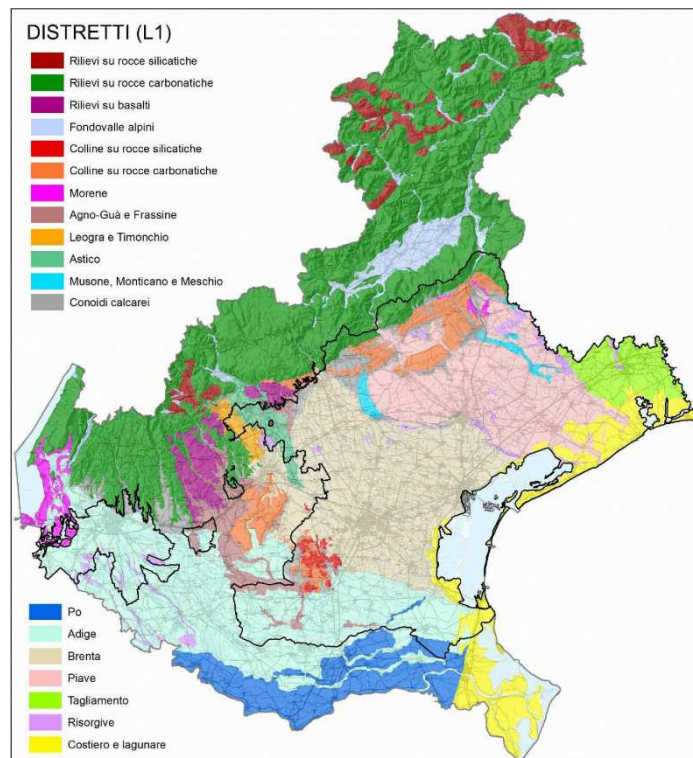 DISTRETTI (L1)
Rilievi su rocce silicatiche
Rilievi su rocce carbonatiche
Rilievi su basalti
Fondovalle alpini
Colline su rocce silicatiche
Colline su rocce carbonatiche
Morene
Agno-Guà e Frassine
Leogra e Timonchio
Astico
Musone, Monticano e Meschio
Conoidi calcarei
Po
Adige
Brenta
Piave
Tagliamento
Risorgive
Costiero e lagunare